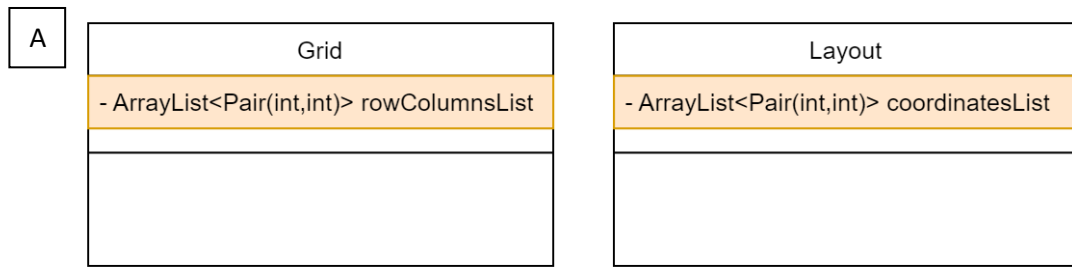 A
Grid
- ArrayList<Pair(int,int)> rowColumnsList
Layout
- ArrayList<Pair(int,int)> coordinatesList